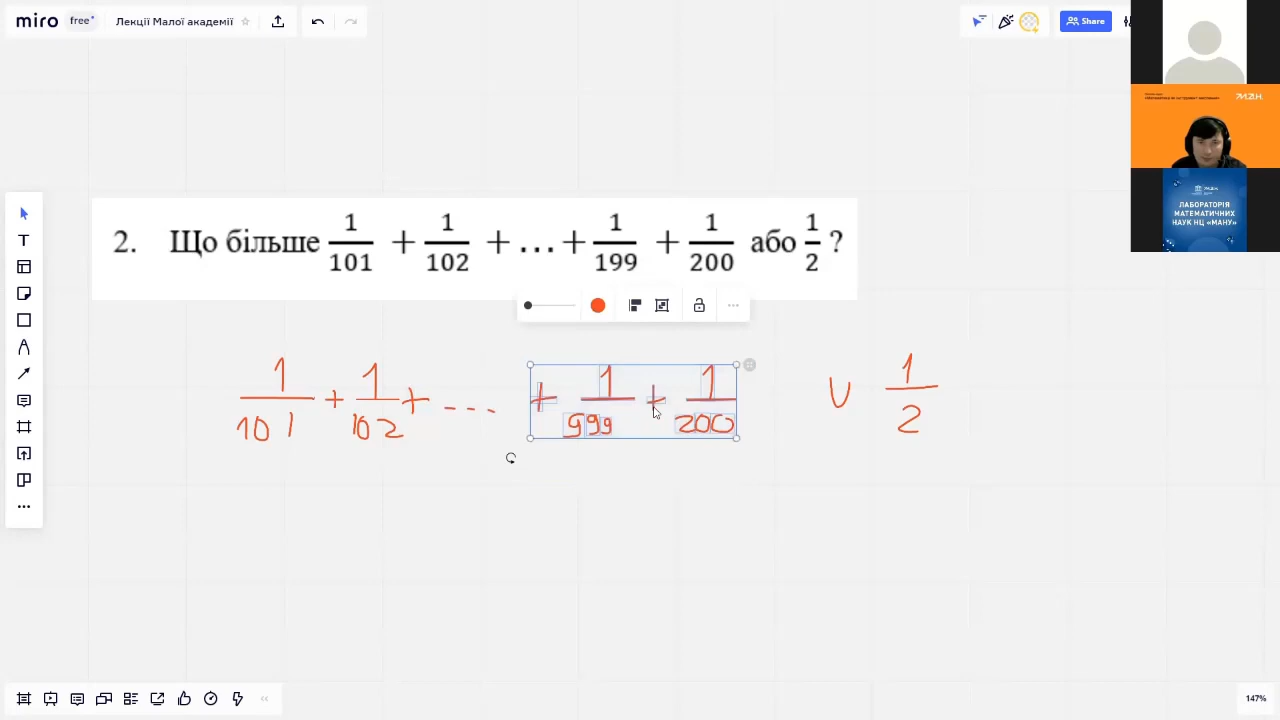 miro free Лекції Малої академії
Share
2. Що більше 1/101 + 1/102 + ... + 1/199 + 1/200 або 1/2 ?
1/101 + 1/102 + --- + 1/999 + 1/200 ∪ 1/2
ЛАБОРАТОРІЯ
МАТЕМАТИЧНИХ
НАУК НЦ «МАНУ»
147%